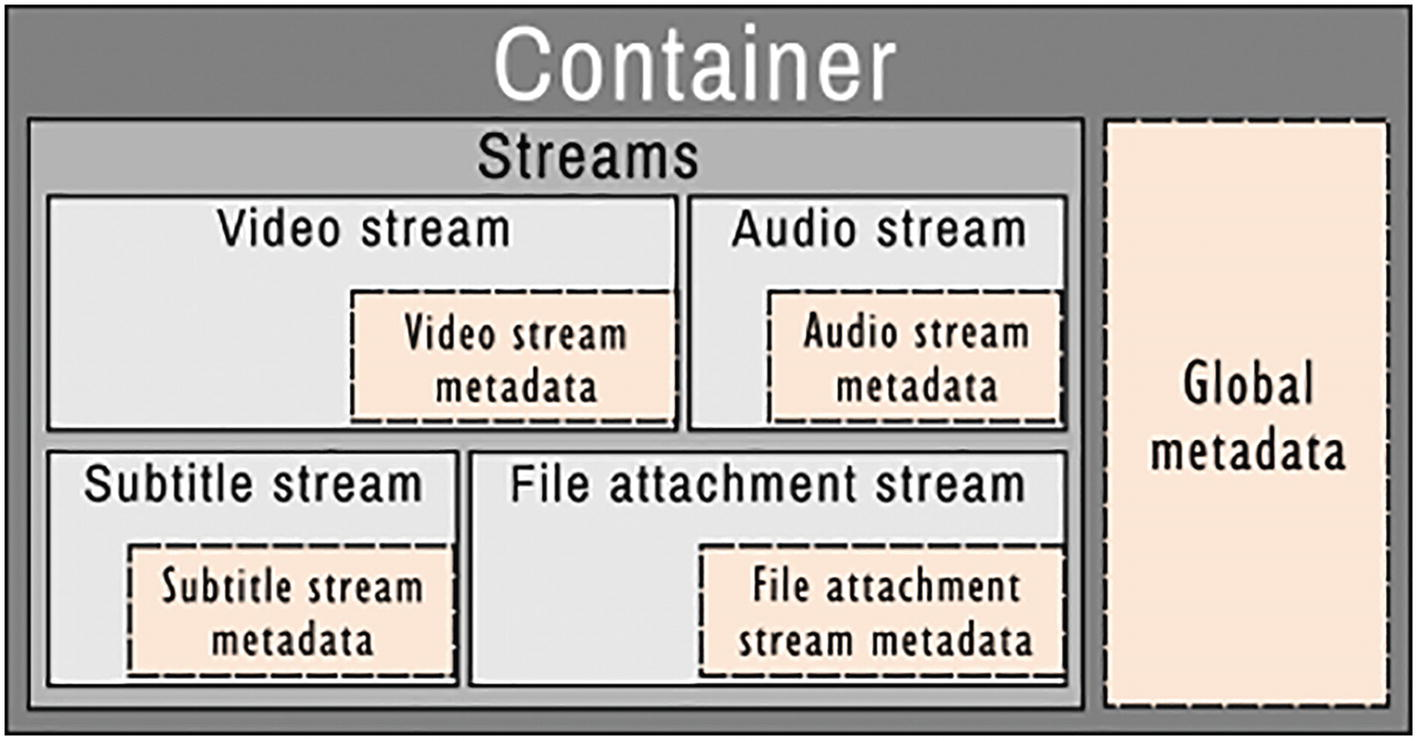 Container
Streams
Video stream
Video stream
metadata
Audio stream
Audio stream
metadata
Subtitle stream
Subtitle stream
metadata
File attachment stream
File attachment
stream metadata
Global
metadata